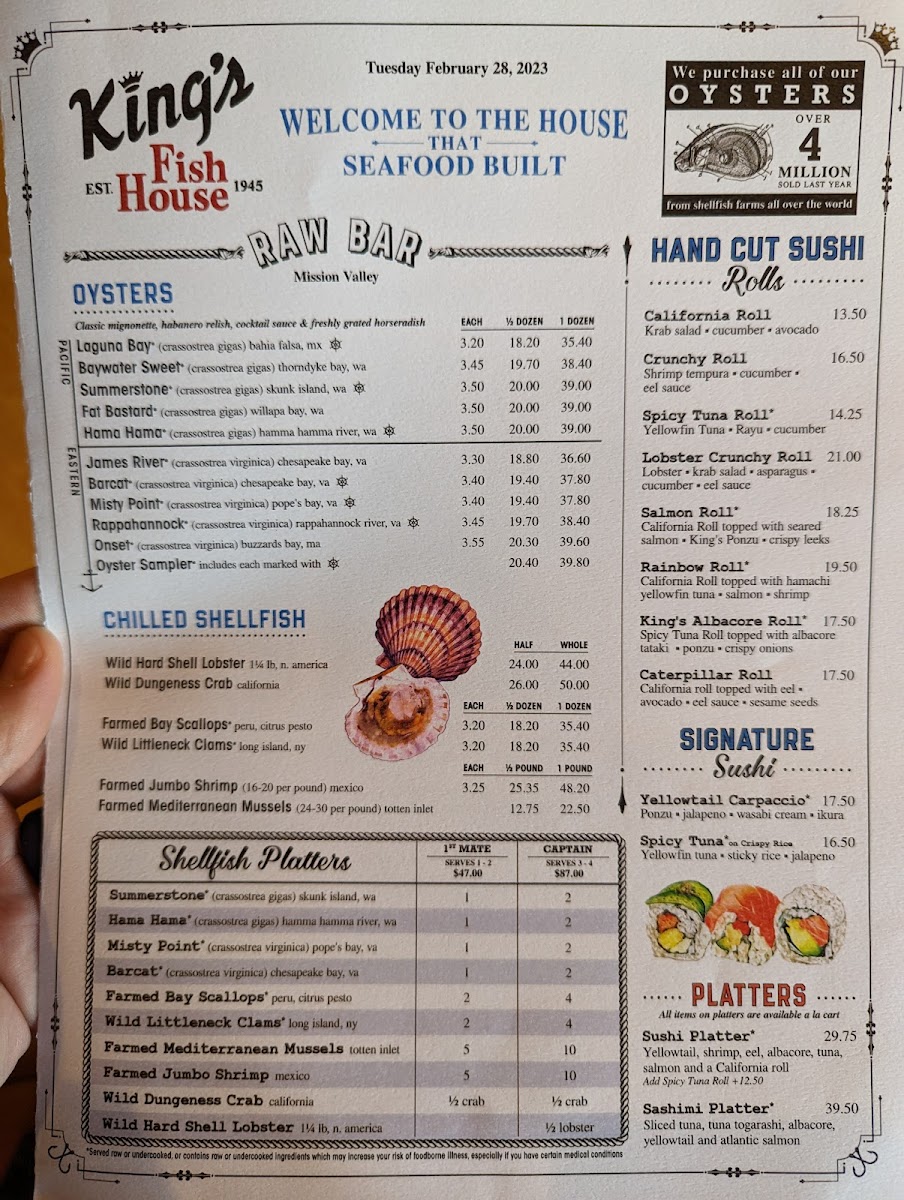 King's
Fish
House
EST. 1945
Tuesday February 28, 2023
WELCOME TO THE HOUSE
THAT
SEAFOOD BUILT
We purchase all of our
OYSTERS
OVER
4
MILLION
SOLD LAST YEAR
from shellfish farms all over the world
RAW BAR
Mission Valley
OYSTERS
Classic mignonette, habanero relish, cocktail sauce & freshly grated horseradish EACH ½ DOZEN 1 DOZEN
PACIFIC
Laguna Bay* (crassostrea gigas) bahia falsa, mx 3.20 18.20 35.40
Baywater Sweet* (crassostrea gigas) thorndyke bay, wa 3.45 19.70 38.40
Summerstone* (crassostrea gigas) skunk island, wa 3.50 20.00 39.00
Fat Bastard* (crassostrea gigas) willapa bay, wa 3.50 20.00 39.00
Hama Hama* (crassostrea gigas) hamma hamma river, wa 3.50 20.00 39.00
EASTERN
James River* (crassostrea virginica) chesapeake bay, va 3.30 18.80 36.60
Barcat* (crassostrea virginica) chesapeake bay, va 3.40 19.40 37.80
Misty Point* (crassostrea virginica) pope's bay, va 3.40 19.40 37.80
Rappahannock* (crassostrea virginica) rappahannock river, va 3.45 19.70 38.40
Onset* (crassostrea virginica) buzzards bay, ma 3.55 20.30 39.60
Oyster Sampler* includes each marked with 20.40 39.80
CHILLED SHELLFISH
HALF WHOLE
Wild Hard Shell Lobster 1¼ lb, n. america 24.00 44.00
Wild Dungeness Crab california 26.00 50.00
EACH ½ DOZEN 1 DOZEN
Farmed Bay Scallops* peru, citrus pesto 3.20 18.20 35.40
Wild Littleneck Clams* long island, ny 3.20 18.20 35.40
EACH ½ POUND 1 POUND
Farmed Jumbo Shrimp (16-20 per pound) mexico 3.25 25.35 48.20
Farmed Mediterranean Mussels (24-30 per pound) totten inlet 12.75 22.50
Shellfish Platters
1ST MATE CAPTAIN
SERVES 1 - 2 SERVES 3 - 4
$47.00 $87.00
Summerstone* (crassostrea gigas) skunk island, wa 1 2
Hama Hama* (crassostrea gigas) hamma hamma river, wa 1 2
Misty Point* (crassostrea virginica) pope's bay, va 1 2
Barcat* (crassostrea virginica) chesapeake bay, va 1 2
Farmed Bay Scallops* peru, citrus pesto 2 4
Wild Littleneck Clams* long island, ny 2 4
Farmed Mediterranean Mussels totten inlet 5 10
Farmed Jumbo Shrimp mexico 5 10
Wild Dungeness Crab california ½ crab ½ crab
Wild Hard Shell Lobster 1¼ lb, n. america ½ lobster
*Served raw or undercooked, or contains raw or undercooked ingredients which may increase your risk of foodborne illness, especially if you have certain medical conditions
HAND CUT SUSHI
Rolls
California Roll 13.50
Krab salad • cucumber • avocado
Crunchy Roll 16.50
Shrimp tempura • cucumber •
eel sauce
Spicy Tuna Roll* 14.25
Yellowfin Tuna • Rayu • cucumber
Lobster Crunchy Roll 21.00
Lobster • krab salad • asparagus •
cucumber • eel sauce
Salmon Roll* 18.25
California Roll topped with seared
salmon • King's Ponzu • crispy leeks
Rainbow Roll* 19.50
California Roll topped with hamachi
yellowfin tuna • salmon • shrimp
King's Albacore Roll* 17.50
Spicy Tuna Roll topped with albacore
tataki • ponzu • crispy onions
Caterpillar Roll 17.50
California roll topped with eel •
avocado • eel sauce • sesame seeds
SIGNATURE
Sushi
Yellowtail Carpaccio* 17.50
Ponzu • jalapeno • wasabi cream • ikura
Spicy Tuna* on Crispy Rice 16.50
Yellowfin tuna • sticky rice • jalapeno
PLATTERS
All items on platters are available a la cart
Sushi Platter* 29.75
Yellowtail, shrimp, eel, albacore, tuna,
salmon and a California roll
Add Spicy Tuna Roll +12.50
Sashimi Platter* 39.50
Sliced tuna, tuna togarashi, albacore,
yellowtail and atlantic salmon